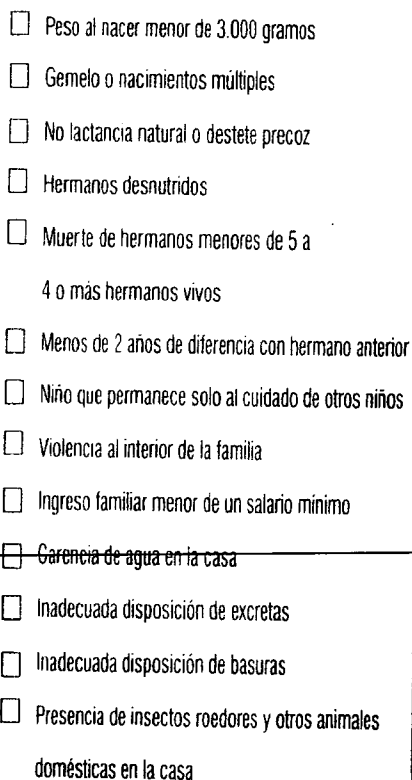 Peso al nacer menor de 3.000 gramos
Gemelo o nacimientos múltiples
No lactancia natural o destete precoz
Hermanos desnutridos
Muerte de hermanos menores de 5 a
4 o más hermanos vivos
Menos de 2 años de diferencia con hermano anterior
Niño que permanece solo al cuidado de otros niños
Violencia al interior de la familia
Ingreso familiar menor de un salario mínimo
Carencia de agua en la casa
Inadecuada disposición de excretas
Inadecuada disposición de basuras
Presencia de insectos roedores y otros animales
domésticas en la casa